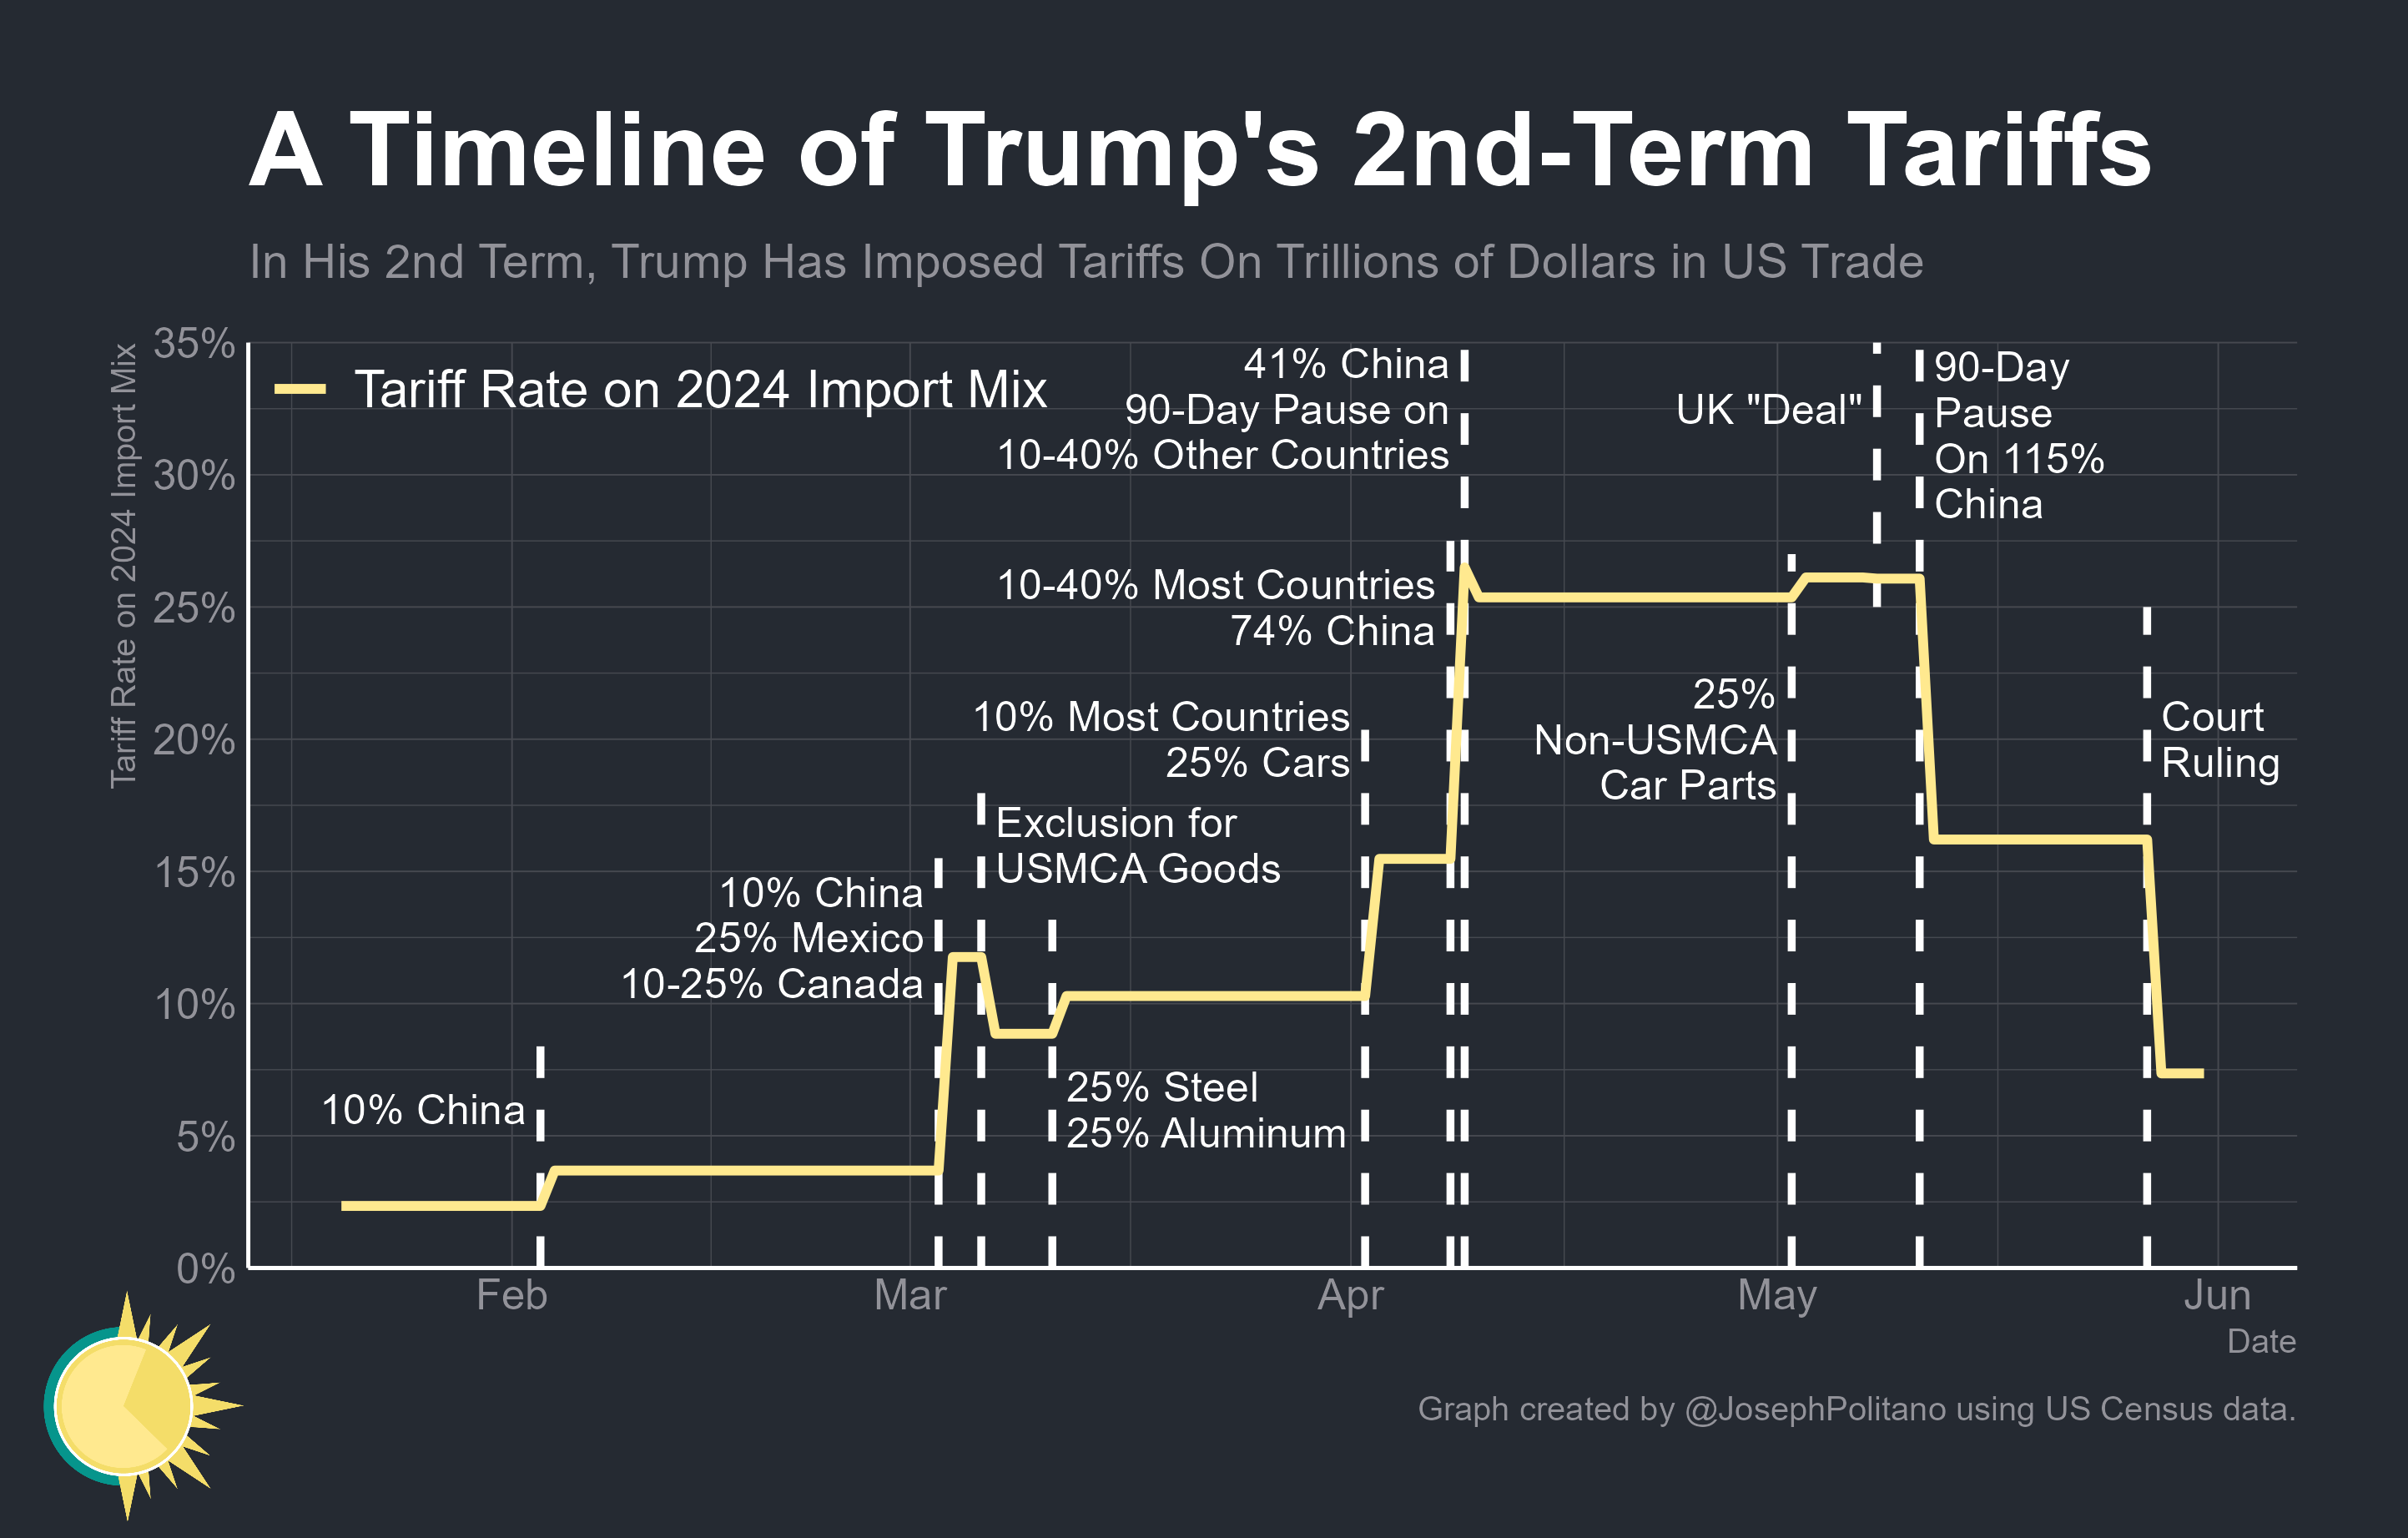 A Timeline of Trump's 2nd-Term Tariffs
In His 2nd Term, Trump Has Imposed Tariffs On Trillions of Dollars in US Trade
Tariff Rate on 2024 Import Mix
35%
30%
25%
20%
15%
10%
5%
0%
Tariff Rate on 2024 Import Mix
10% China
10% China
25% Mexico
10-25% Canada
Exclusion for
USMCA Goods
25% Steel
25% Aluminum
10% Most Countries
25% Cars
10-40% Most Countries
74% China
41% China
90-Day Pause on
10-40% Other Countries
25%
Non-USMCA
Car Parts
UK "Deal"
90-Day
Pause
On 115%
China
Court
Ruling
Feb
Mar
Apr
May
Jun
Date
Graph created by @JosephPolitano using US Census data.